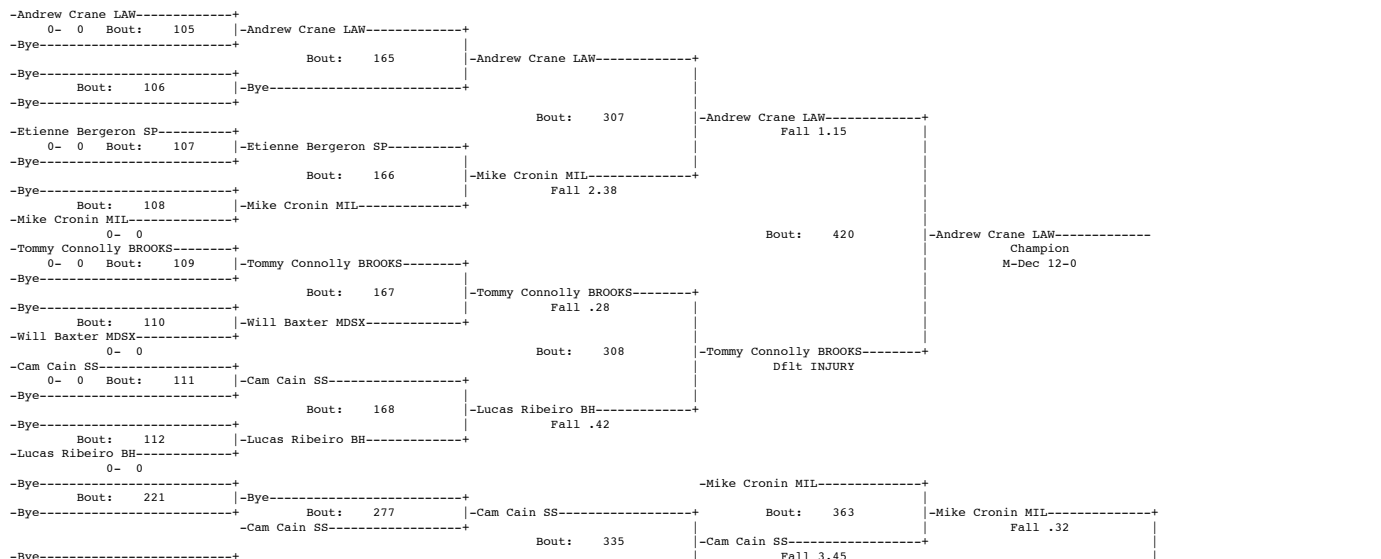 -Andrew Crane LAW-------------+
0-  0   Bout:    105     |-Andrew Crane LAW-------------+
-Bye--------------------------+                              |
Bout:    165     |-Andrew Crane LAW-------------+
-Bye--------------------------+                              |                              |
Bout:    106     |-Bye--------------------------+                              |
-Bye--------------------------+                                                             |
Bout:    307     |-Andrew Crane LAW-------------+
-Etienne Bergeron SP----------+                                                             |          Fall 1.15           |
0-  0   Bout:    107     |-Etienne Bergeron SP----------+                              |                              |
-Bye--------------------------+                              |                              |                              |
Bout:    166     |-Mike Cronin MIL--------------+                              |
-Bye--------------------------+                              |          Fall 2.38                                          |
Bout:    108     |-Mike Cronin MIL--------------+                                                             |
-Mike Cronin MIL--------------+                                                                                            |
0-  0                                                                        Bout:    420     |-Andrew Crane LAW-------------
-Tommy Connolly BROOKS--------+                                                                                            |          Champion
0-  0   Bout:    109     |-Tommy Connolly BROOKS--------+                                                             |         M-Dec 12-0
-Bye--------------------------+                              |                                                             |
Bout:    167     |-Tommy Connolly BROOKS--------+                              |
-Bye--------------------------+                              |          Fall .28            |                              |
Bout:    110     |-Will Baxter MDSX-------------+                              |                              |
-Will Baxter MDSX-------------+                                                             |                              |
0-  0                                                    Bout:    308     |-Tommy Connolly BROOKS--------+
-Cam Cain SS------------------+                                                             |         Dflt INJURY
0-  0   Bout:    111     |-Cam Cain SS------------------+                              |
-Bye--------------------------+                              |                              |
Bout:    168     |-Lucas Ribeiro BH-------------+
-Bye--------------------------+                              |          Fall .42
Bout:    112     |-Lucas Ribeiro BH-------------+
-Lucas Ribeiro BH-------------+
0-  0
-Bye--------------------------+                                                              -Mike Cronin MIL--------------+
Bout:    221     |-Bye--------------------------+                                                             |
-Bye--------------------------+         Bout:    277     |-Cam Cain SS------------------+         Bout:    363     |-Mike Cronin MIL--------------+
-Cam Cain SS------------------+                              |                              |          Fall .32            |
Bout:    335     |-Cam Cain SS------------------+                              |
-Bye--------------------------+                                                             |          Fall 3.45                                          |